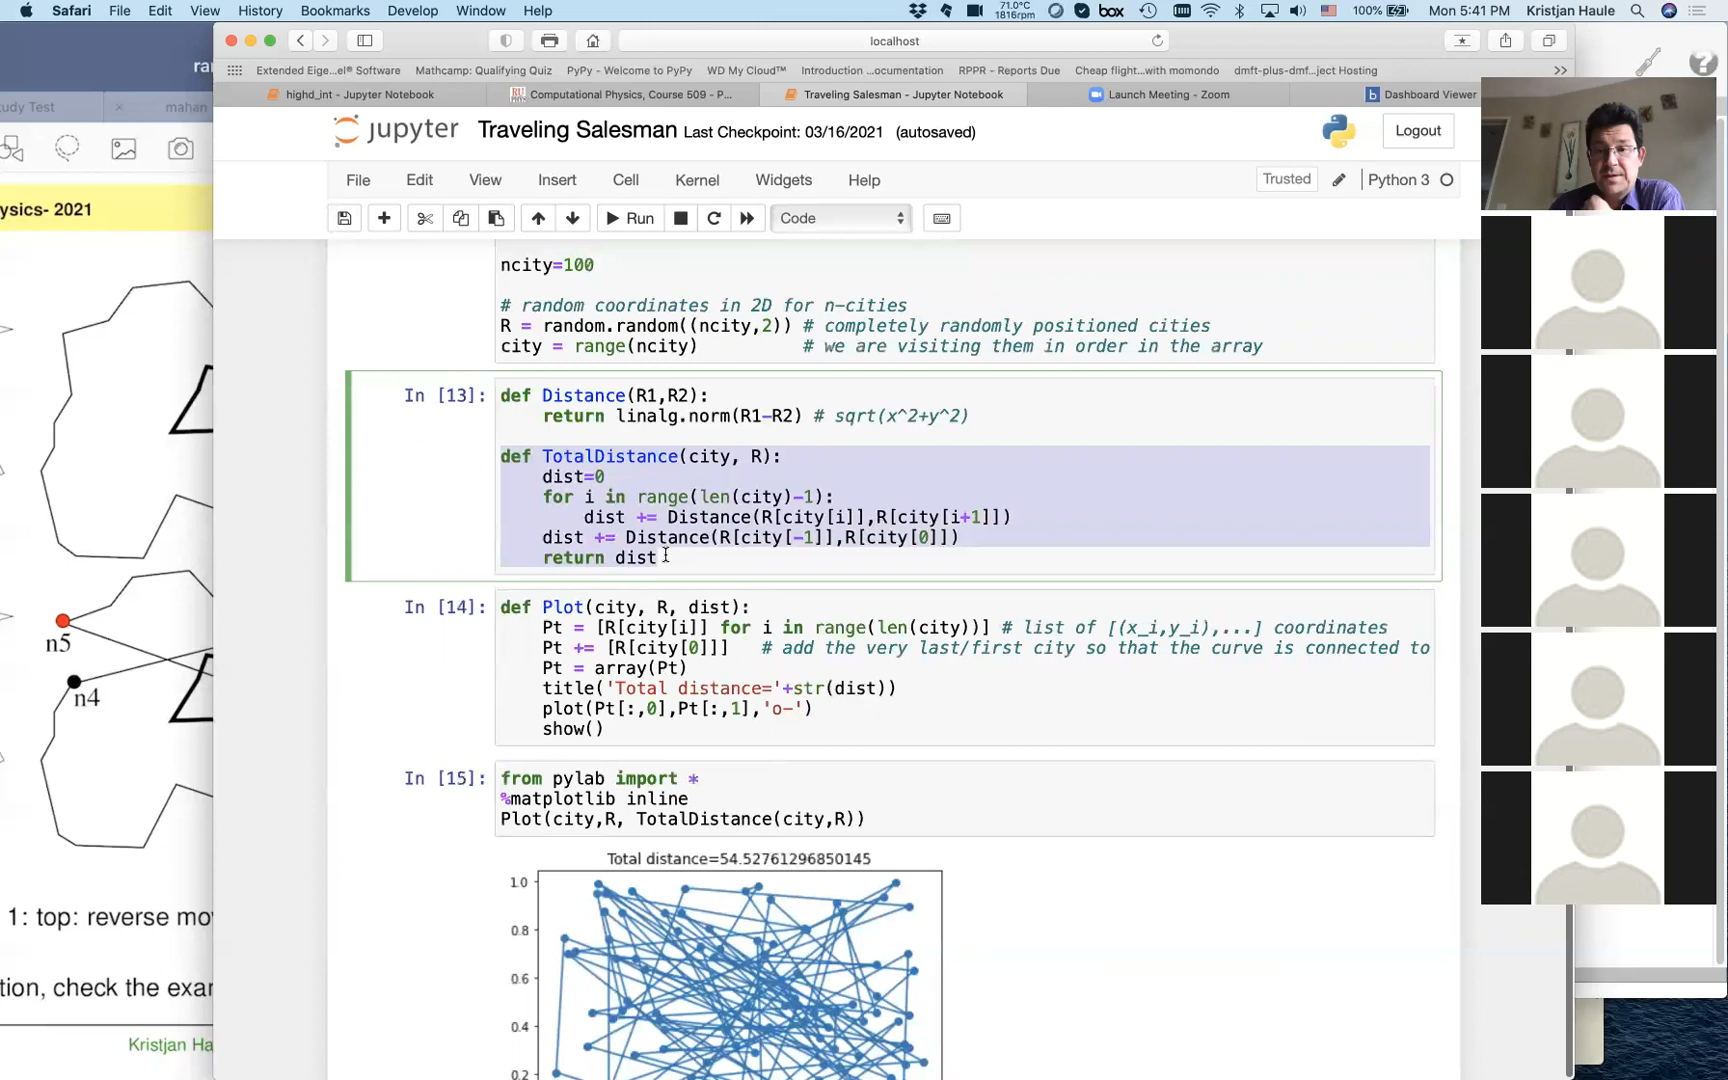 Safari File Edit View History Bookmarks Develop Window Help
71.0°C
1816rpm
box
100%
Mon 5:41 PM Kristjan Haule
localhost
Extended Eige...el® Software Mathcamp: Qualifying Quiz PyPy - Welcome to PyPy WD My Cloud™ Introduction ...ocumentation RPPR - Reports Due Cheap flight...with momondo dmft-plus-dmf...ject Hosting
highd_int - Jupyter Notebook
Computational Physics, Course 509 - P...
Traveling Salesman - Jupyter Notebook
Launch Meeting - Zoom
Dashboard Viewer
jupyter Traveling Salesman Last Checkpoint: 03/16/2021 (autosaved)
Logout
File Edit View Insert Cell Kernel Widgets Help
Trusted
Python 3
Run
Code
ncity=100
# random coordinates in 2D for n-cities
R = random.random((ncity,2)) # completely randomly positioned cities
city = range(ncity) # we are visiting them in order in the array
In [13]:
def Distance(R1,R2):
return linalg.norm(R1-R2) # sqrt(x^2+y^2)
def TotalDistance(city, R):
dist=0
for i in range(len(city)-1):
dist += Distance(R[city[i]],R[city[i+1]])
dist += Distance(R[city[-1]],R[city[0]])
return dist
In [14]:
def Plot(city, R, dist):
Pt = [R[city[i]] for i in range(len(city))] # list of [(x_i,y_i),...] coordinates
Pt += [R[city[0]]] # add the very last/first city so that the curve is connected to
Pt = array(Pt)
title('Total distance='+str(dist))
plot(Pt[:,0],Pt[:,1],'o-')
show()
In [15]:
from pylab import *
%matplotlib inline
Plot(city,R, TotalDistance(city,R))
Total distance=54.52761296850145
1.0
0.8
0.6
0.4
0.2
tudy Test
mahan
ysics- 2021
n5
n4
1: top: reverse mo
tion, check the exa
Kristjan Ha